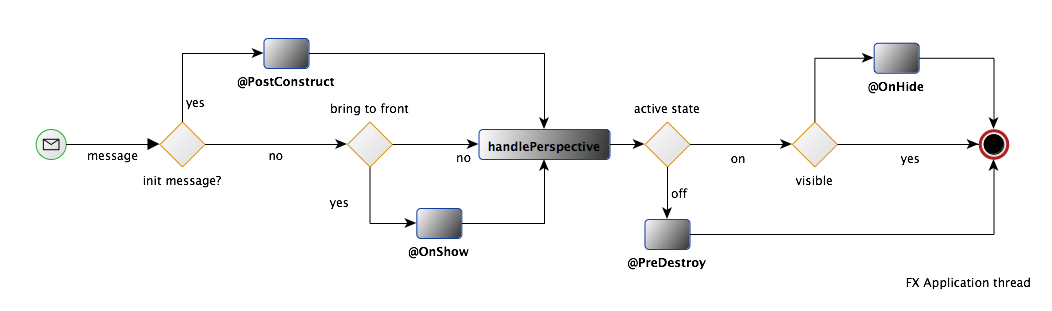 @PostConstruct
yes
bring to front
active state
@OnHide
message
init message?
no
no
handlePerspective
on
visible
yes
yes
@OnShow
off
@PreDestroy
FX Application thread